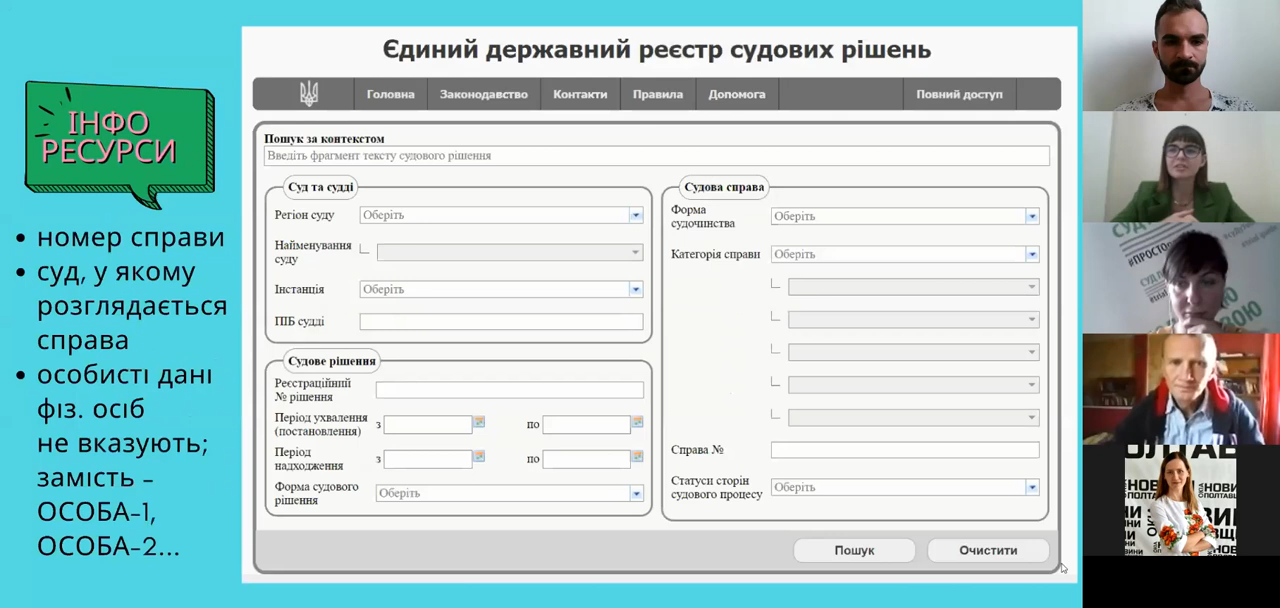 ІНФО
РЕСУРСИ
• номер справи
• суд, у якому
розглядається
справа
• особисті дані
фіз. осіб
не вказують;
замість –
ОСОБА-1,
ОСОБА-2...
Єдиний державний реєстр судових рішень
Головна Законодавство Контакти Правила Допомога Повний доступ
Пошук за контекстом
Введіть фрагмент тексту судового рішення
Суд та судді
Регіон суду Оберіть
Найменування
суду
Інстанція Оберіть
ПІБ судді
Судове рішення
Реєстраційний
№ рішення
Період ухвалення
(постановлення) з по
Період
надходження з по
Форма судового
рішення Оберіть
Судова справа
Форма
судочинства Оберіть
Категорія справи Оберіть
Справа №
Статуси сторін
судового процесу Оберіть
Пошук Очистити